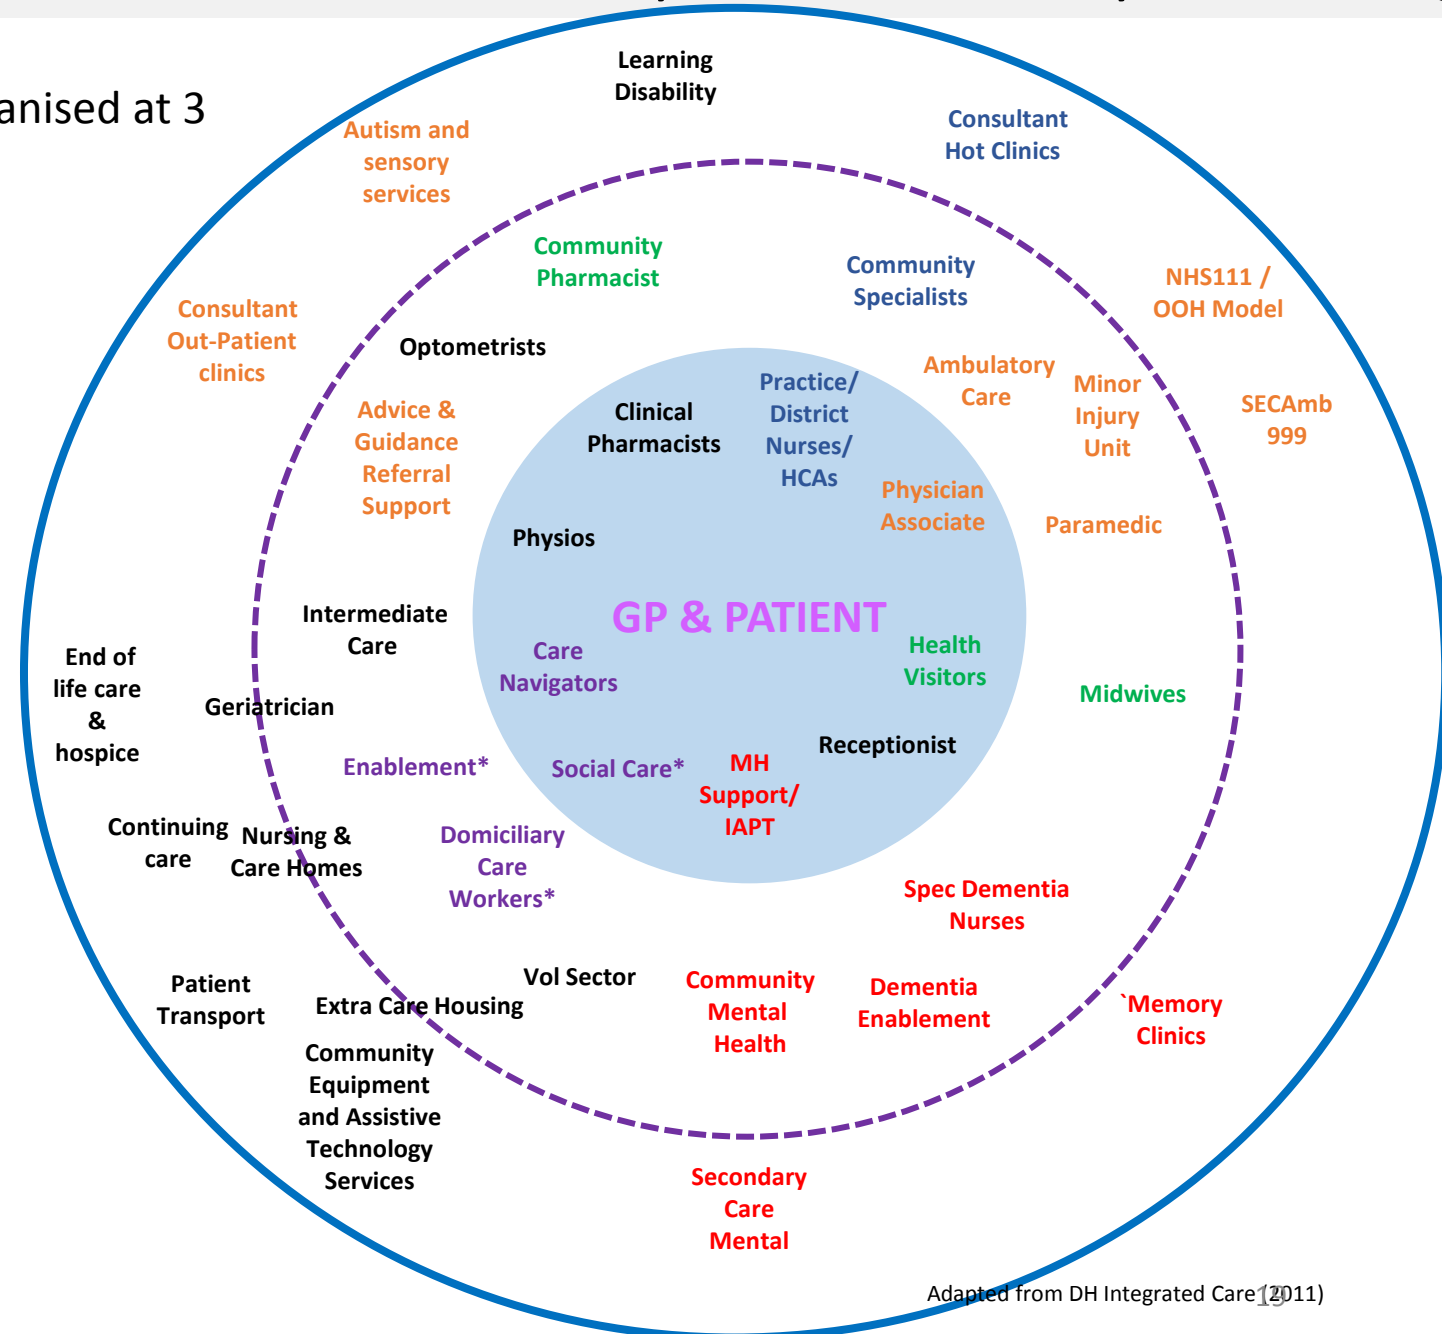 anised at 3
Learning
Disability
Autism and
sensory
services
Consultant
Hot Clinics
Community
Pharmacist
Community
Specialists
NHS111 /
OOH Model
Consultant
Out-Patient
clinics
Optometrists
Ambulatory
Care
Minor
Injury
Unit
SECAmb
999
Advice &
Guidance
Referral
Support
Clinical
Pharmacists
Practice/
District
Nurses/
HCAs
Physician
Associate
Paramedic
Physios
GP & PATIENT
Intermediate
Care
Care
Navigators
Health
Visitors
End of
life care
&
hospice
Geriatrician
Midwives
Enablement*
Social Care*
MH
Support/
IAPT
Receptionist
Continuing
care
Nursing &
Care Homes
Domiciliary
Care
Workers*
Spec Dementia
Nurses
Patient
Transport
Extra Care Housing
Vol Sector
Community
Mental
Health
Dementia
Enablement
`Memory
Clinics
Community
Equipment
and Assistive
Technology
Services
Secondary
Care
Mental
Adapted from DH Integrated Care (2011)
19